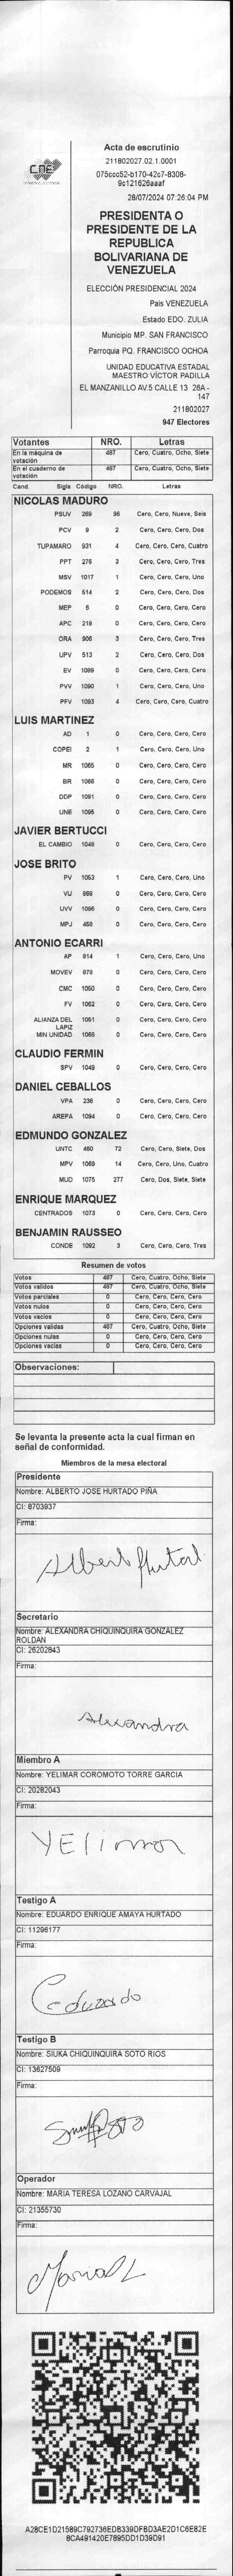 CNE
Acta de escrutinio
211802027.02.1.0001
075ccc52-b170-42c7-8308-
9c121626aaaf
28/07/2024 07:26:04 PM
PRESIDENTA O
PRESIDENTE DE LA
REPUBLICA
BOLIVARIANA DE
VENEZUELA
ELECCIÓN PRESIDENCIAL 2024
Pais VENEZUELA
Estado EDO. ZULIA
Municipio MP. SAN FRANCISCO
Parroquia PQ. FRANCISCO OCHOA
UNIDAD EDUCATIVA ESTADAL
MAESTRO VÍCTOR PADILLA
EL MANZANILLO AV.5 CALLE 13 26A -
147
211802027
947 Electores
Votantes NRO. Letras
En la máquina de votación 487 Cero, Cuatro, Ocho, Siete
En el cuaderno de votación 487 Cero, Cuatro, Ocho, Siete
Cand. Sigla Código NRO. Letras
NICOLAS MADURO
PSUV 269 96 Cero, Cero, Nueve, Seis
PCV 9 2 Cero, Cero, Cero, Dos
TUPAMARO 931 4 Cero, Cero, Cero, Cuatro
PPT 276 3 Cero, Cero, Cero, Tres
MSV 1017 1 Cero, Cero, Cero, Uno
PODEMOS 514 2 Cero, Cero, Cero, Dos
MEP 6 0 Cero, Cero, Cero, Cero
APC 219 0 Cero, Cero, Cero, Cero
ORA 906 3 Cero, Cero, Cero, Tres
UPV 513 2 Cero, Cero, Cero, Dos
EV 1089 0 Cero, Cero, Cero, Cero
PVV 1090 1 Cero, Cero, Cero, Uno
PFV 1093 4 Cero, Cero, Cero, Cuatro
LUIS MARTINEZ
AD 1 0 Cero, Cero, Cero, Cero
COPEI 2 1 Cero, Cero, Cero, Uno
MR 1065 0 Cero, Cero, Cero, Cero
BR 1066 0 Cero, Cero, Cero, Cero
DDP 1091 0 Cero, Cero, Cero, Cero
UNE 1095 0 Cero, Cero, Cero, Cero
JAVIER BERTUCCI
EL CAMBIO 1048 0 Cero, Cero, Cero, Cero
JOSE BRITO
PV 1053 1 Cero, Cero, Cero, Uno
VU 868 0 Cero, Cero, Cero, Cero
UVV 1096 0 Cero, Cero, Cero, Cero
MPJ 458 0 Cero, Cero, Cero, Cero
ANTONIO ECARRI
AP 814 1 Cero, Cero, Cero, Uno
MOVEV 879 0 Cero, Cero, Cero, Cero
CMC 1050 0 Cero, Cero, Cero, Cero
FV 1062 0 Cero, Cero, Cero, Cero
ALIANZA DEL LAPIZ 1051 0 Cero, Cero, Cero, Cero
MIN UNIDAD 1069 0 Cero, Cero, Cero, Cero
CLAUDIO FERMIN
SPV 1049 0 Cero, Cero, Cero, Cero
DANIEL CEBALLOS
VPA 236 0 Cero, Cero, Cero, Cero
AREPA 1094 0 Cero, Cero, Cero, Cero
EDMUNDO GONZALEZ
UNTC 460 72 Cero, Cero, Siete, Dos
MPV 1069 14 Cero, Cero, Uno, Cuatro
MUD 1075 277 Cero, Dos, Siete, Siete
ENRIQUE MARQUEZ
CENTRADOS 1073 0 Cero, Cero, Cero, Cero
BENJAMIN RAUSSEO
CONDE 1092 3 Cero, Cero, Cero, Tres
Resumen de votos
Votos 487 Cero, Cuatro, Ocho, Siete
Votos validos 487 Cero, Cuatro, Ocho, Siete
Votos parciales 0 Cero, Cero, Cero, Cero
Votos nulos 0 Cero, Cero, Cero, Cero
Votos vacios 0 Cero, Cero, Cero, Cero
Opciones validas 487 Cero, Cuatro, Ocho, Siete
Opciones nulas 0 Cero, Cero, Cero, Cero
Opciones vacias 0 Cero, Cero, Cero, Cero
Observaciones:
Se levanta la presente acta la cual firman en
señal de conformidad.
Miembros de la mesa electoral
Presidente
Nombre: ALBERTO JOSE HURTADO PIÑA
CI: 8703937
Firma:
Albert Hurtad
Secretario
Nombre: ALEXANDRA CHIQUINQUIRA GONZALEZ
ROLDAN
CI: 26202843
Firma:
Alexandra
Miembro A
Nombre: YELIMAR COROMOTO TORRE GARCIA
CI: 20282043
Firma:
YElimar
Testigo A
Nombre: EDUARDO ENRIQUE AMAYA HURTADO
CI: 11296177
Firma:
Eduardo
Testigo B
Nombre: SIUKA CHIQUINQUIRA SOTO RIOS
CI: 13627509
Firma:
Operador
Nombre: MARIA TERESA LOZANO CARVAJAL
CI: 21355730
Firma:
Maria L
A28CE1D21589C792736EDB339DFBD3AE2D1C6E82E
8CA491420E7895DD1D39D91